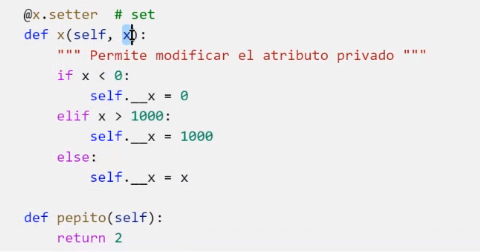 @x.setter  # set
def x(self, x):
    """ Permite modificar el atributo privado """
    if x < 0:
        self.__x = 0
    elif x > 1000:
        self.__x = 1000
    else:
        self.__x = x

def pepito(self):
    return 2